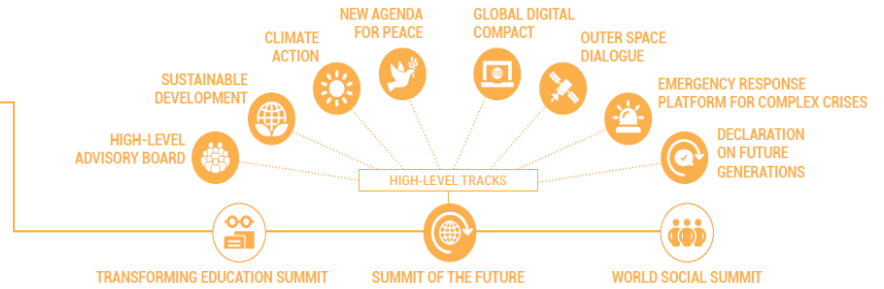 NEW AGENDA
FOR PEACE
GLOBAL DIGITAL
COMPACT
CLIMATE
ACTION
OUTER SPACE
DIALOGUE
SUSTAINABLE
DEVELOPMENT
EMERGENCY RESPONSE
PLATFORM FOR COMPLEX CRISES
HIGH-LEVEL
ADVISORY BOARD
DECLARATION
ON FUTURE
GENERATIONS
HIGH-LEVEL TRACKS
TRANSFORMING EDUCATION SUMMIT
SUMMIT OF THE FUTURE
WORLD SOCIAL SUMMIT